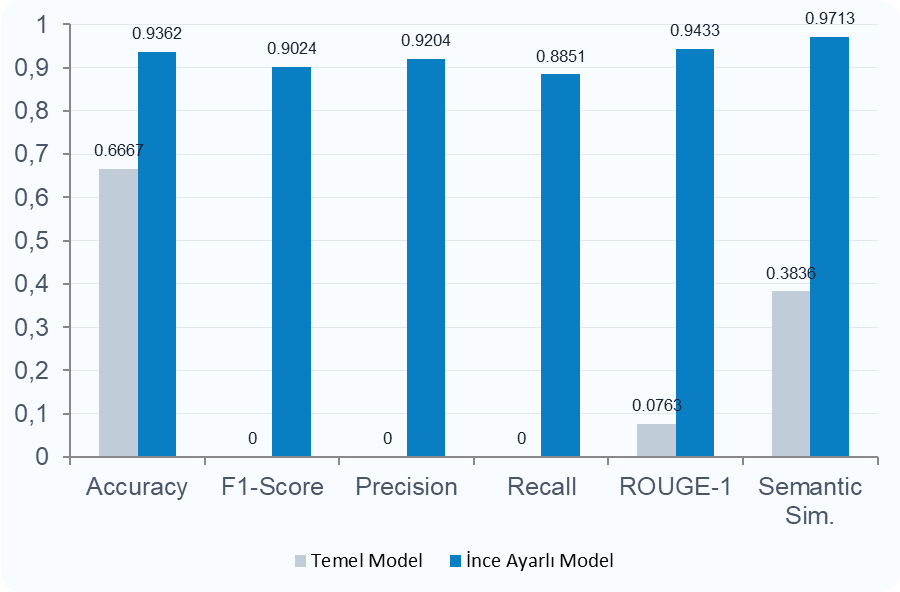 1
0,9
0,8
0,7
0,6
0,5
0,4
0,3
0,2
0,1
0
0.6667
0.9362
0
0.9024
0
0.9204
0
0.8851
0.0763
0.9433
0.3836
0.9713
Accuracy
F1-Score
Precision
Recall
ROUGE-1
Semantic
Sim.
Temel Model
İnce Ayarlı Model